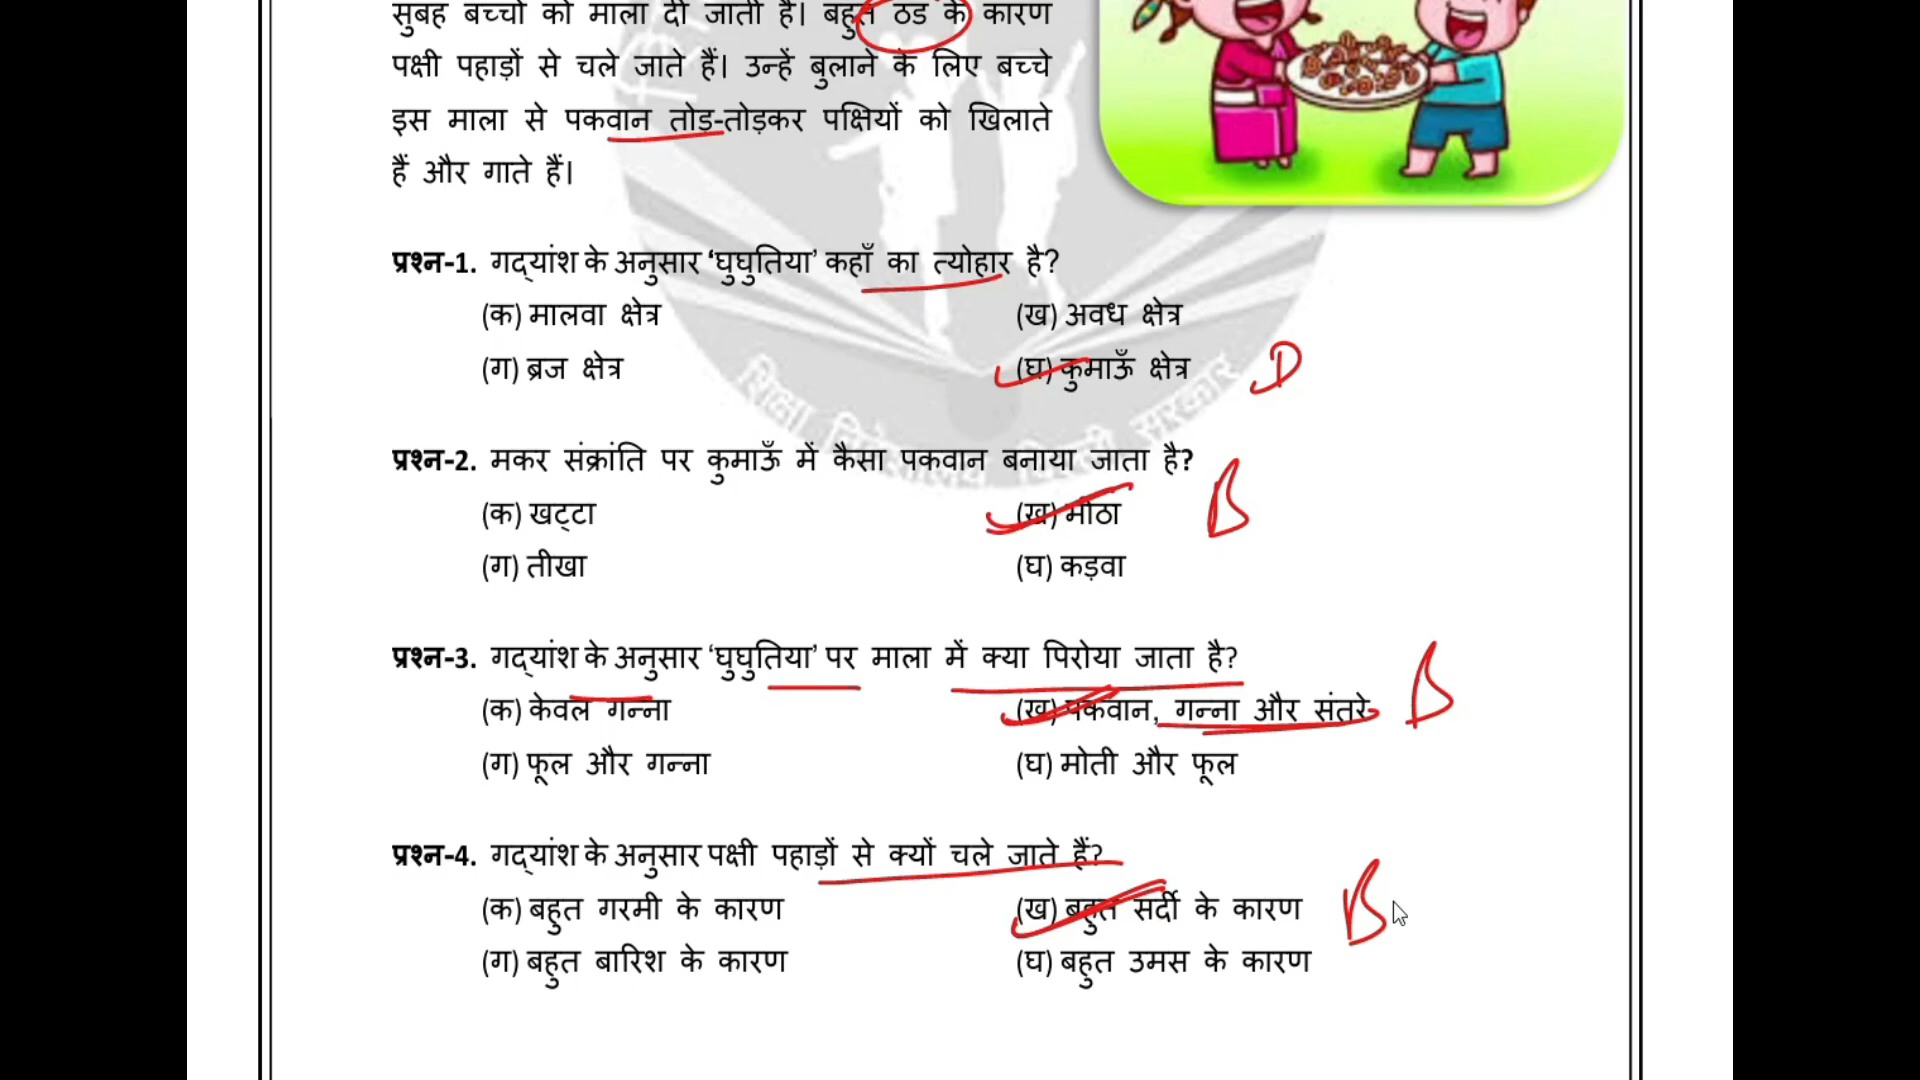 सुबह बच्चों को माला दी जाती है। बहुत ठंड के कारण
पक्षी पहाड़ों से चले जाते हैं। उन्हें बुलाने के लिए बच्चे
इस माला से पकवान तोड़-तोड़कर पक्षियों को खिलाते
हैं और गाते हैं।
प्रश्न-1. गद्यांश के अनुसार ‘घुघुतिया’ कहाँ का त्योहार है?
(क) मालवा क्षेत्र (ख) अवध क्षेत्र
(ग) ब्रज क्षेत्र (घ) कुमाऊँ क्षेत्र D
प्रश्न-2. मकर संक्रांति पर कुमाऊँ में कैसा पकवान बनाया जाता है?
(क) खट्टा (ख) मीठा B
(ग) तीखा (घ) कड़वा
प्रश्न-3. गद्यांश के अनुसार ‘घुघुतिया’ पर माला में क्या पिरोया जाता है?
(क) केवल गन्ना (ख) पकवान, गन्ना और संतरे B
(ग) फूल और गन्ना (घ) मोती और फूल
प्रश्न-4. गद्यांश के अनुसार पक्षी पहाड़ों से क्यों चले जाते हैं?
(क) बहुत गरमी के कारण (ख) बहुत सर्दी के कारण B
(ग) बहुत बारिश के कारण (घ) बहुत उमस के कारण
शिक्षा सरकार